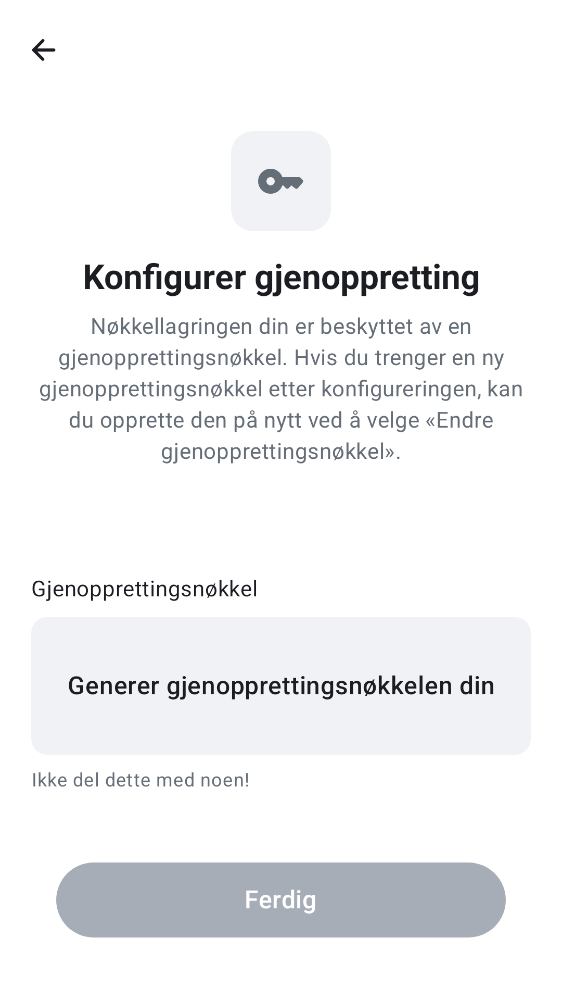 Konfigurer gjenoppretting
Nøkkellagringen din er beskyttet av en
gjenopprettingsnøkkel. Hvis du trenger en ny
gjenopprettingsnøkkel etter konfigureringen, kan
du opprette den på nytt ved å velge «Endre
gjenopprettingsnøkkel».
Gjenopprettingsnøkkel
Generer gjenopprettingsnøkkelen din
Ikke del dette med noen!
Ferdig